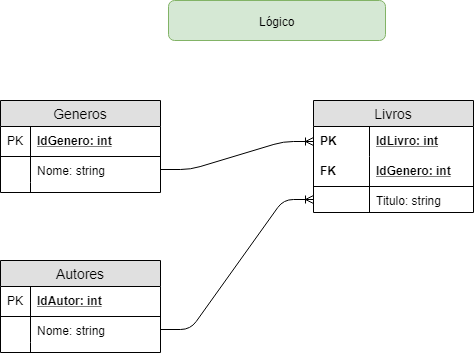 Lógico
Generos
PK IdGenero: int
Nome: string
Livros
PK IdLivro: int
FK IdGenero: int
Titulo: string
Autores
PK IdAutor: int
Nome: string